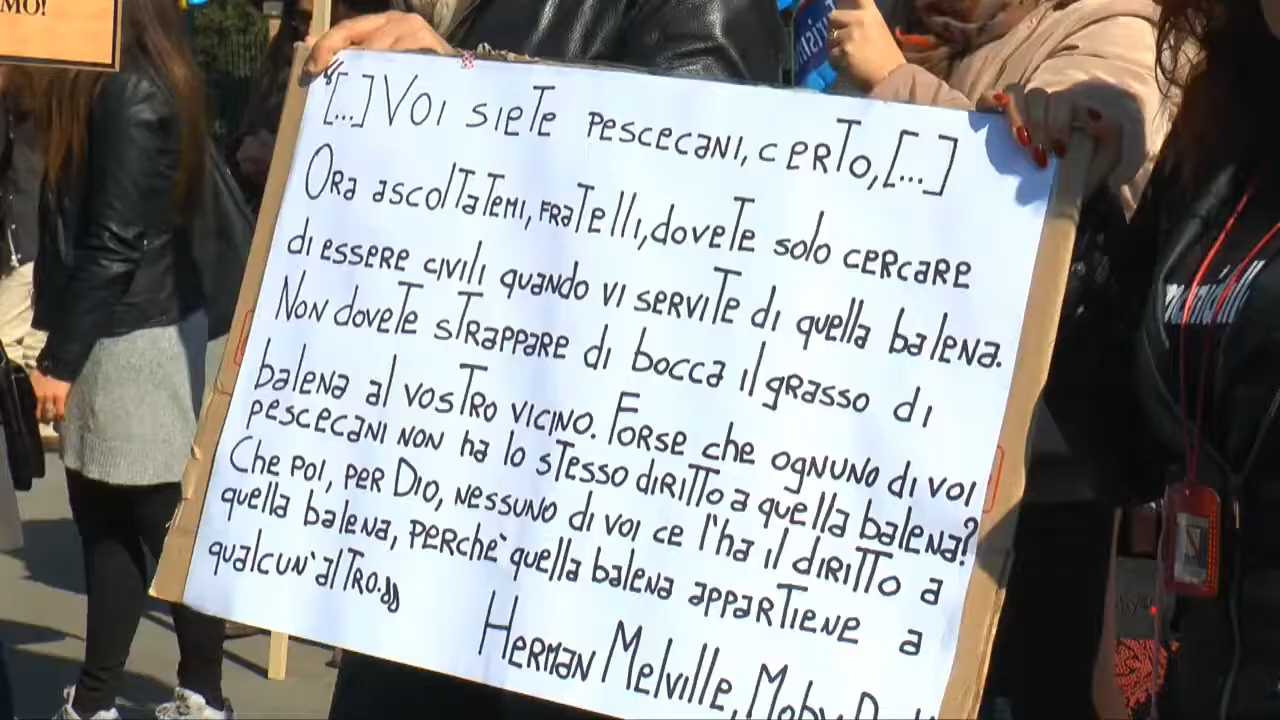 MO!
“[...] Voi siete pescecani, certo, [...]
Ora ascoltatemi, fratelli, dovete solo cercare
di essere civili quando vi servite di quella balena.
Non dovete strappare di bocca il grasso di
balena al vostro vicino. Forse che ognuno di voi
pescecani non ha lo stesso diritto a quella balena?
Che poi, per Dio, nessuno di voi ce l'ha il diritto a
quella balena, perchè quella balena appartiene a
qualcun'altro.”
Herman Melville, Moby